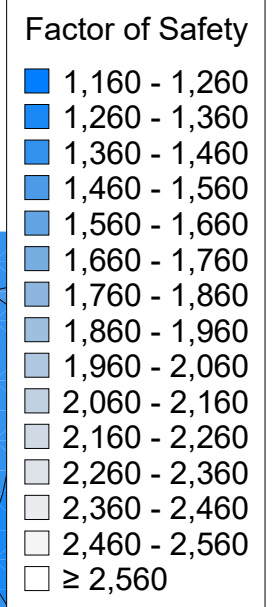 Factor of Safety
1,160 - 1,260
1,260 - 1,360
1,360 - 1,460
1,460 - 1,560
1,560 - 1,660
1,660 - 1,760
1,760 - 1,860
1,860 - 1,960
1,960 - 2,060
2,060 - 2,160
2,160 - 2,260
2,260 - 2,360
2,360 - 2,460
2,460 - 2,560
≥ 2,560